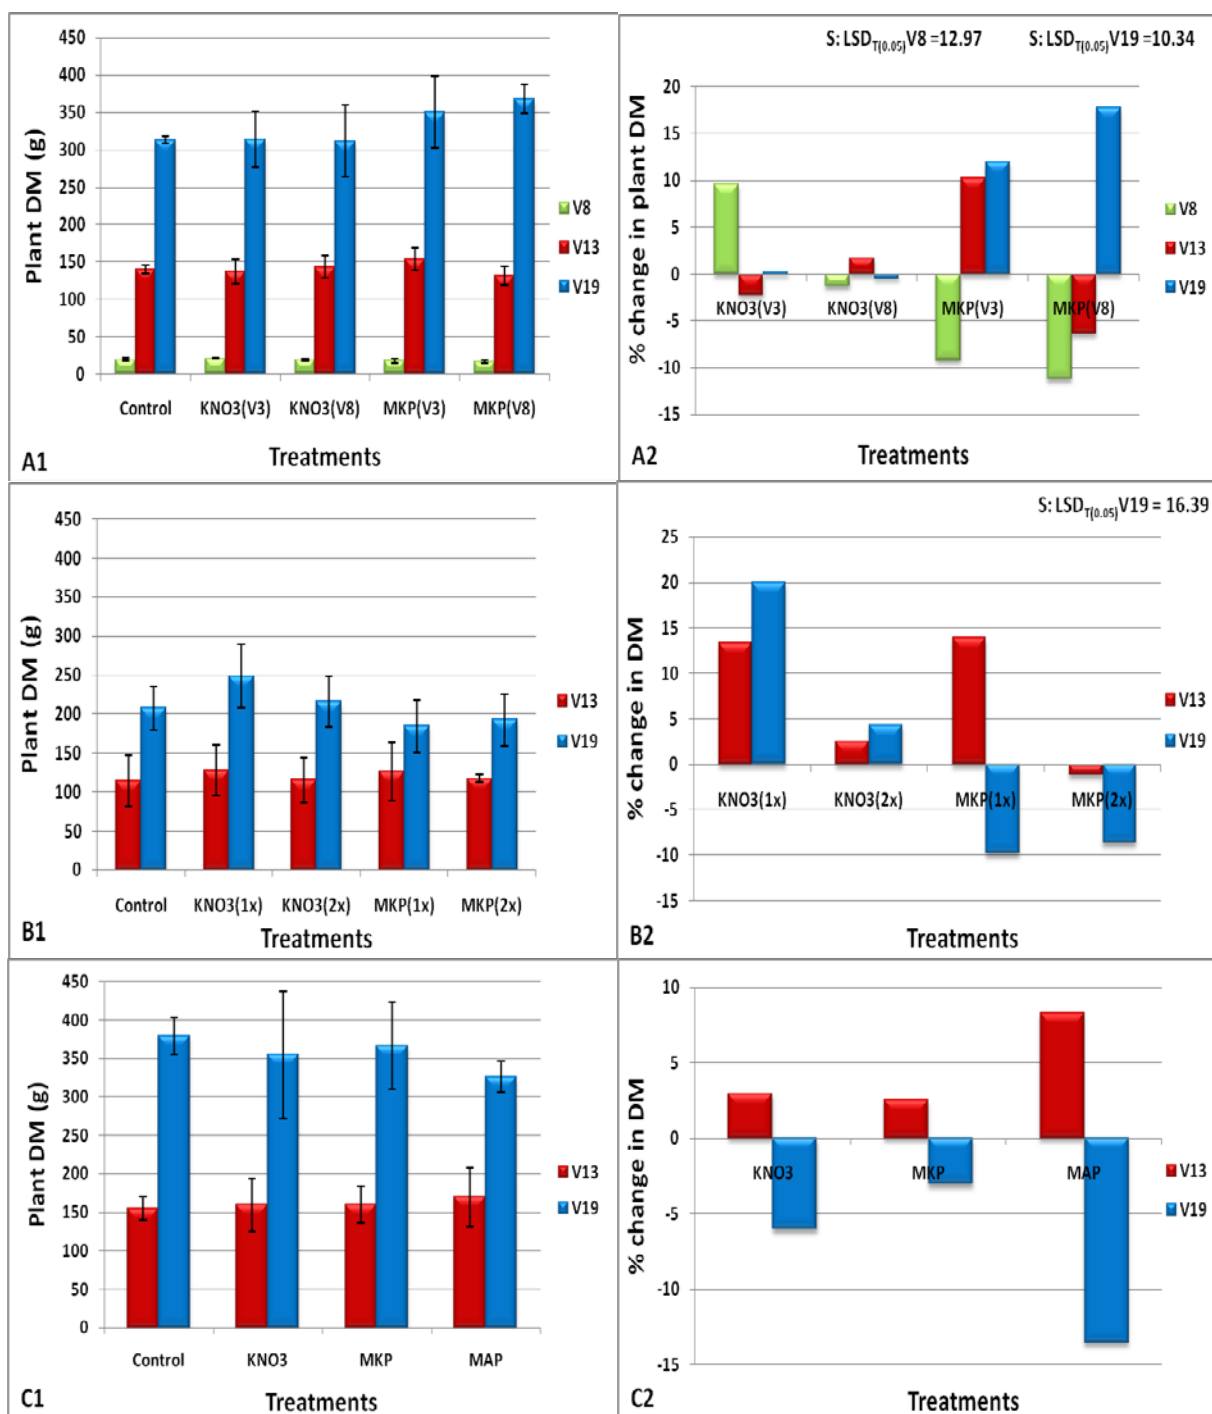 450
400
350
300
250
200
150
100
50
0
Plant DM (g)
Control KNO3(V3) KNO3(V8) MKP(V3) MKP(V8)
Treatments
V8
V13
V19
A1
S: LSD_T(0.05) V8 =12.97 S: LSD_T(0.05) V19 =10.34
20
15
10
5
0
-5
-10
-15
% change in plant DM
KNO3(V3) KNO3(V8) MKP(V3) MKP(V8)
Treatments
V8
V13
V19
A2
450
400
350
300
250
200
150
100
50
0
Plant DM (g)
Control KNO3(1x) KNO3(2x) MKP(1x) MKP(2x)
Treatments
V13
V19
B1
S: LSD_T(0.05) V19 = 16.39
25
20
15
10
5
0
-5
-10
-15
% change in DM
KNO3(1x) KNO3(2x) MKP(1x) MKP(2x)
Treatments
V13
V19
B2
450
400
350
300
250
200
150
100
50
0
Plant DM (g)
Control KNO3 MKP MAP
Treatments
V13
V19
C1
10
5
0
-5
-10
-15
% change in DM
KNO3 MKP MAP
Treatments
V13
V19
C2